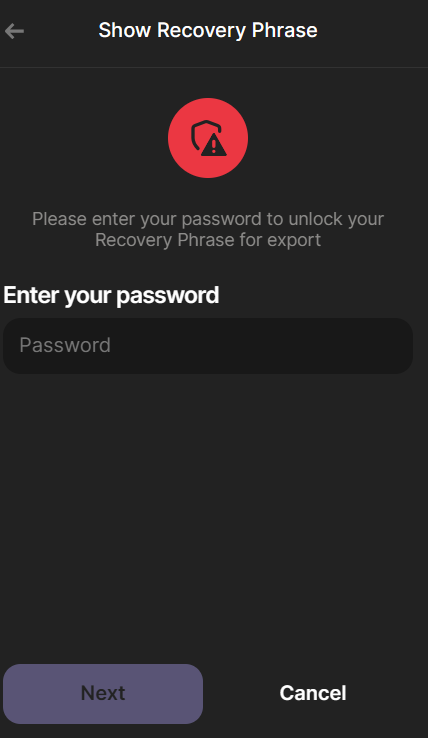 Show Recovery Phrase
Please enter your password to unlock your
Recovery Phrase for export
Enter your password
Password
Next
Cancel